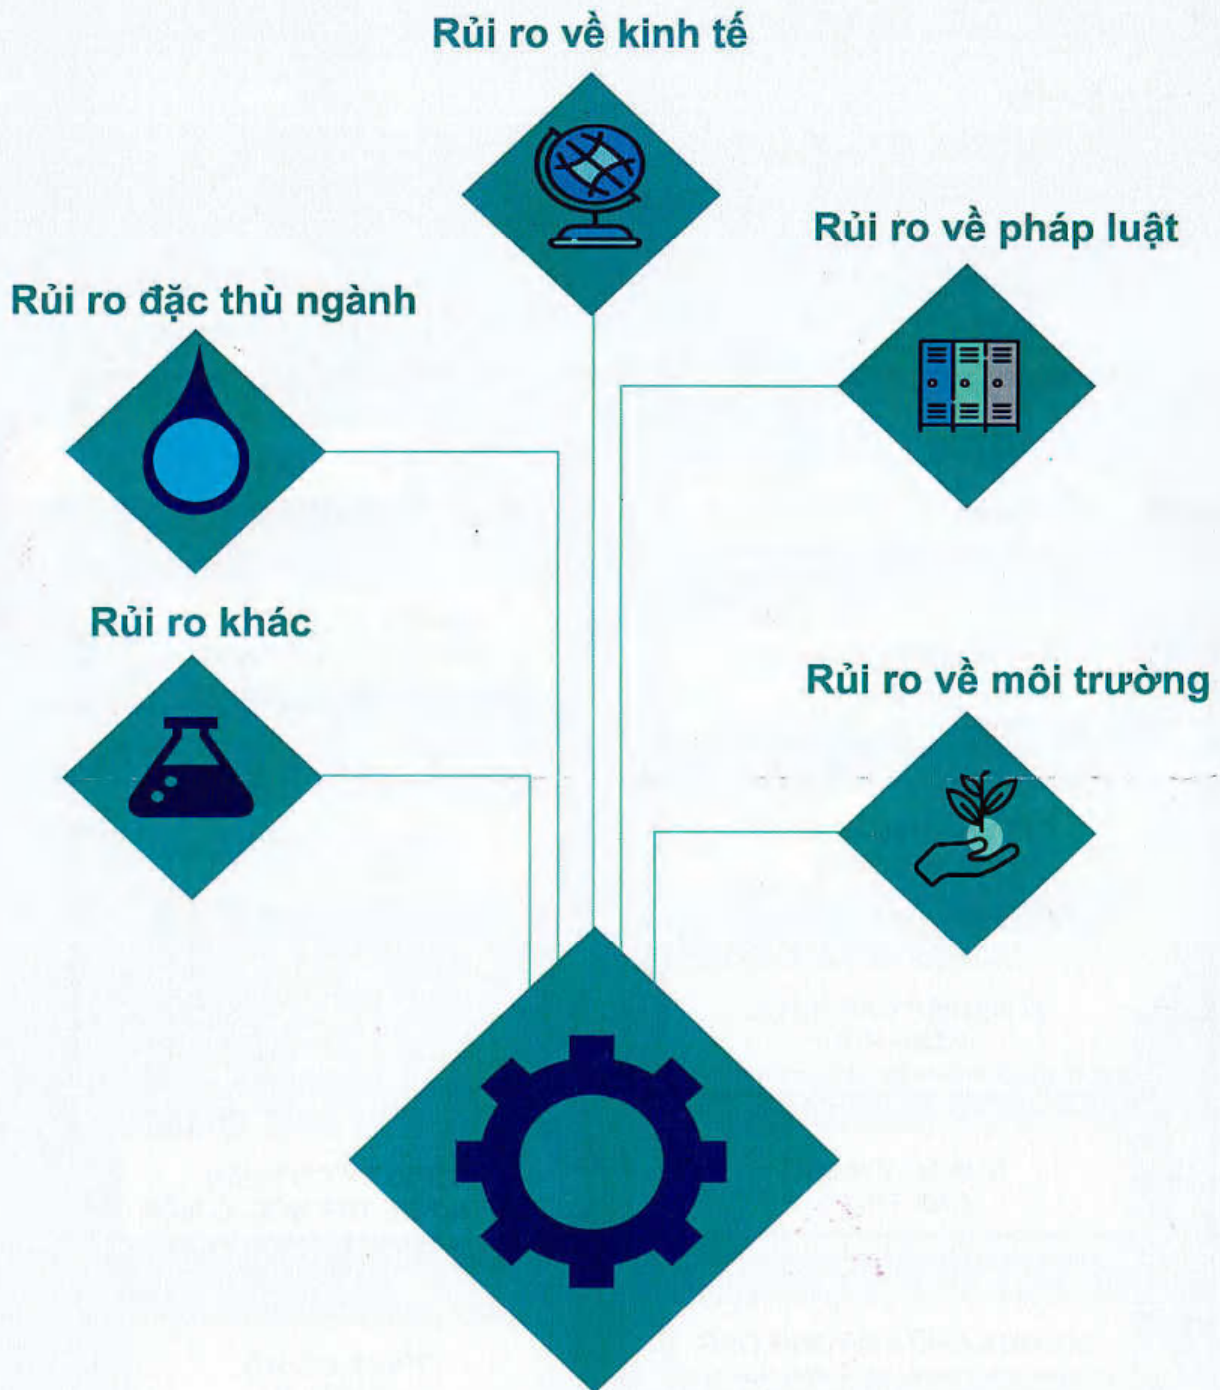 Rủi ro về kinh tế
Rủi ro về pháp luật
Rủi ro đặc thù ngành
Rủi ro khác
Rủi ro về môi trường